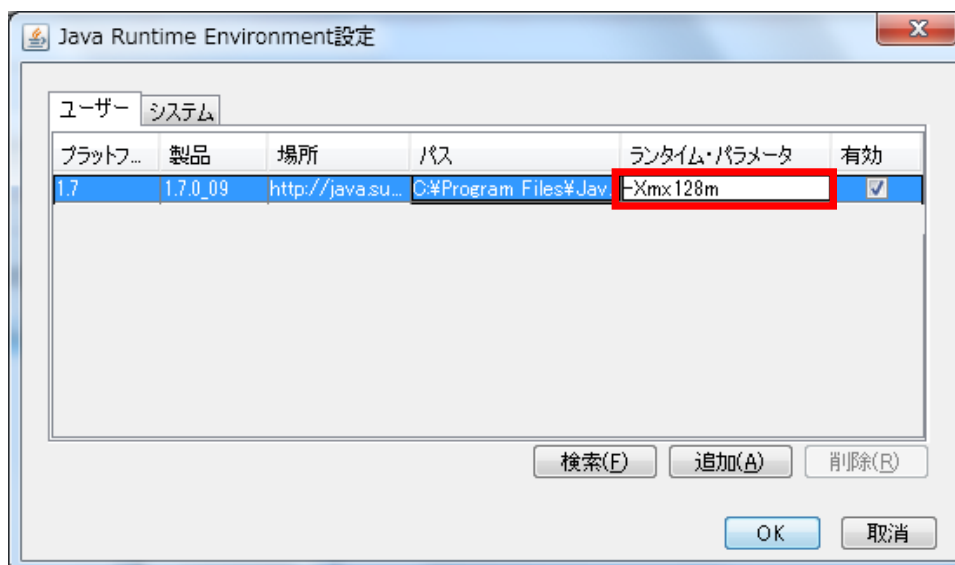 Java Runtime Environment設定
ユーザー システム
プラットフ... 製品 場所 パス ランタイム・パラメータ 有効
1.7 1.7.0_09 http://java.su... C:¥Program Files¥Jav... -Xmx128m
検索(F) 追加(A) 削除(R)
OK 取消